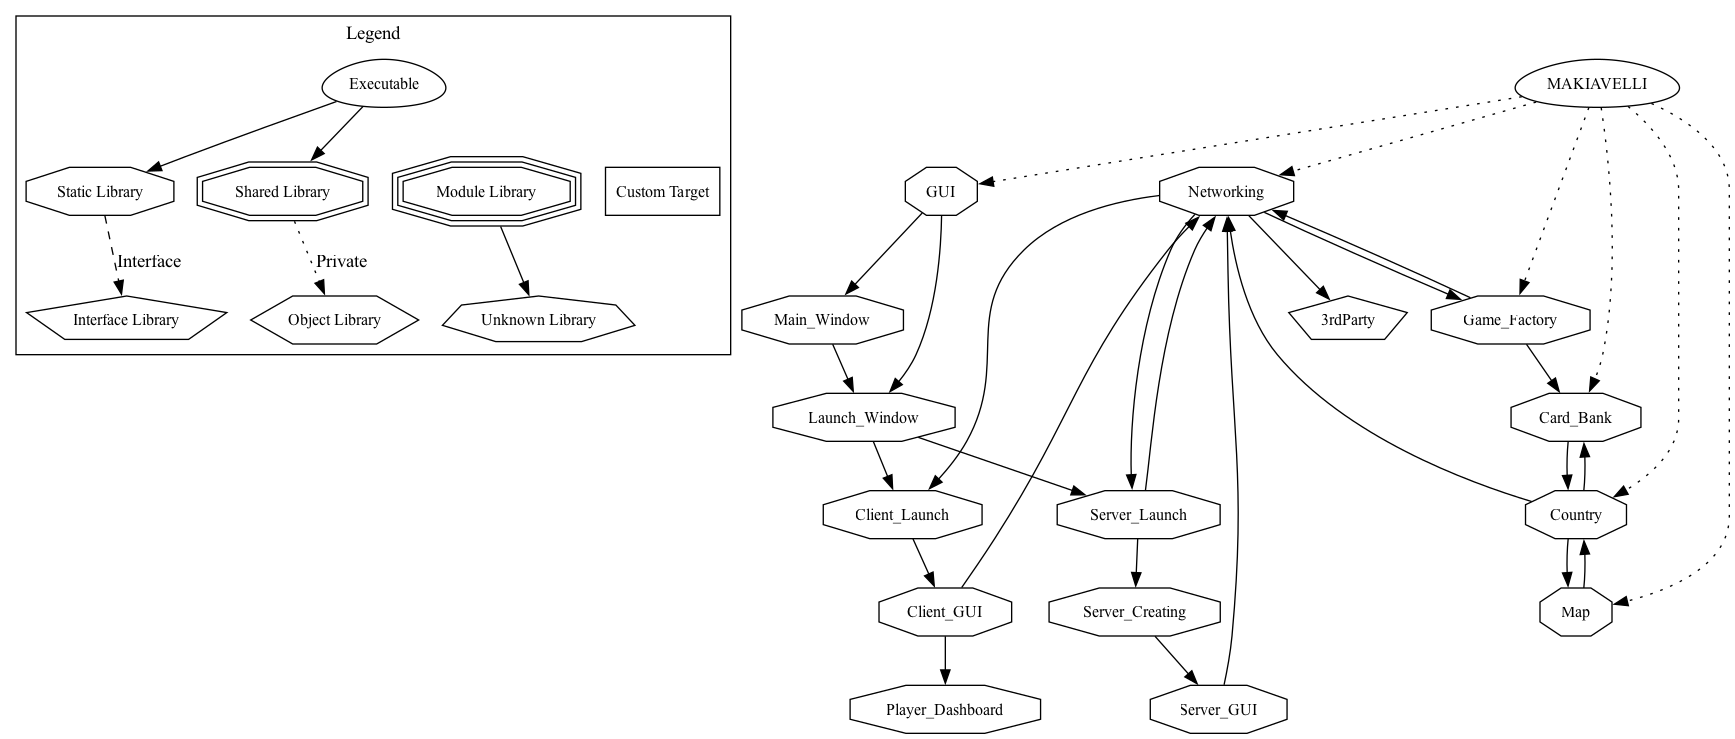 Legend
Executable
MAKIAVELLI
Static Library
Shared Library
Module Library
Custom Target
GUI
Networking
Interface
Private
Interface Library
Object Library
Unknown Library
Main_Window
3rdParty
Game_Factory
Launch_Window
Card_Bank
Client_Launch
Server_Launch
Country
Client_GUI
Server_Creating
Map
Player_Dashboard
Server_GUI